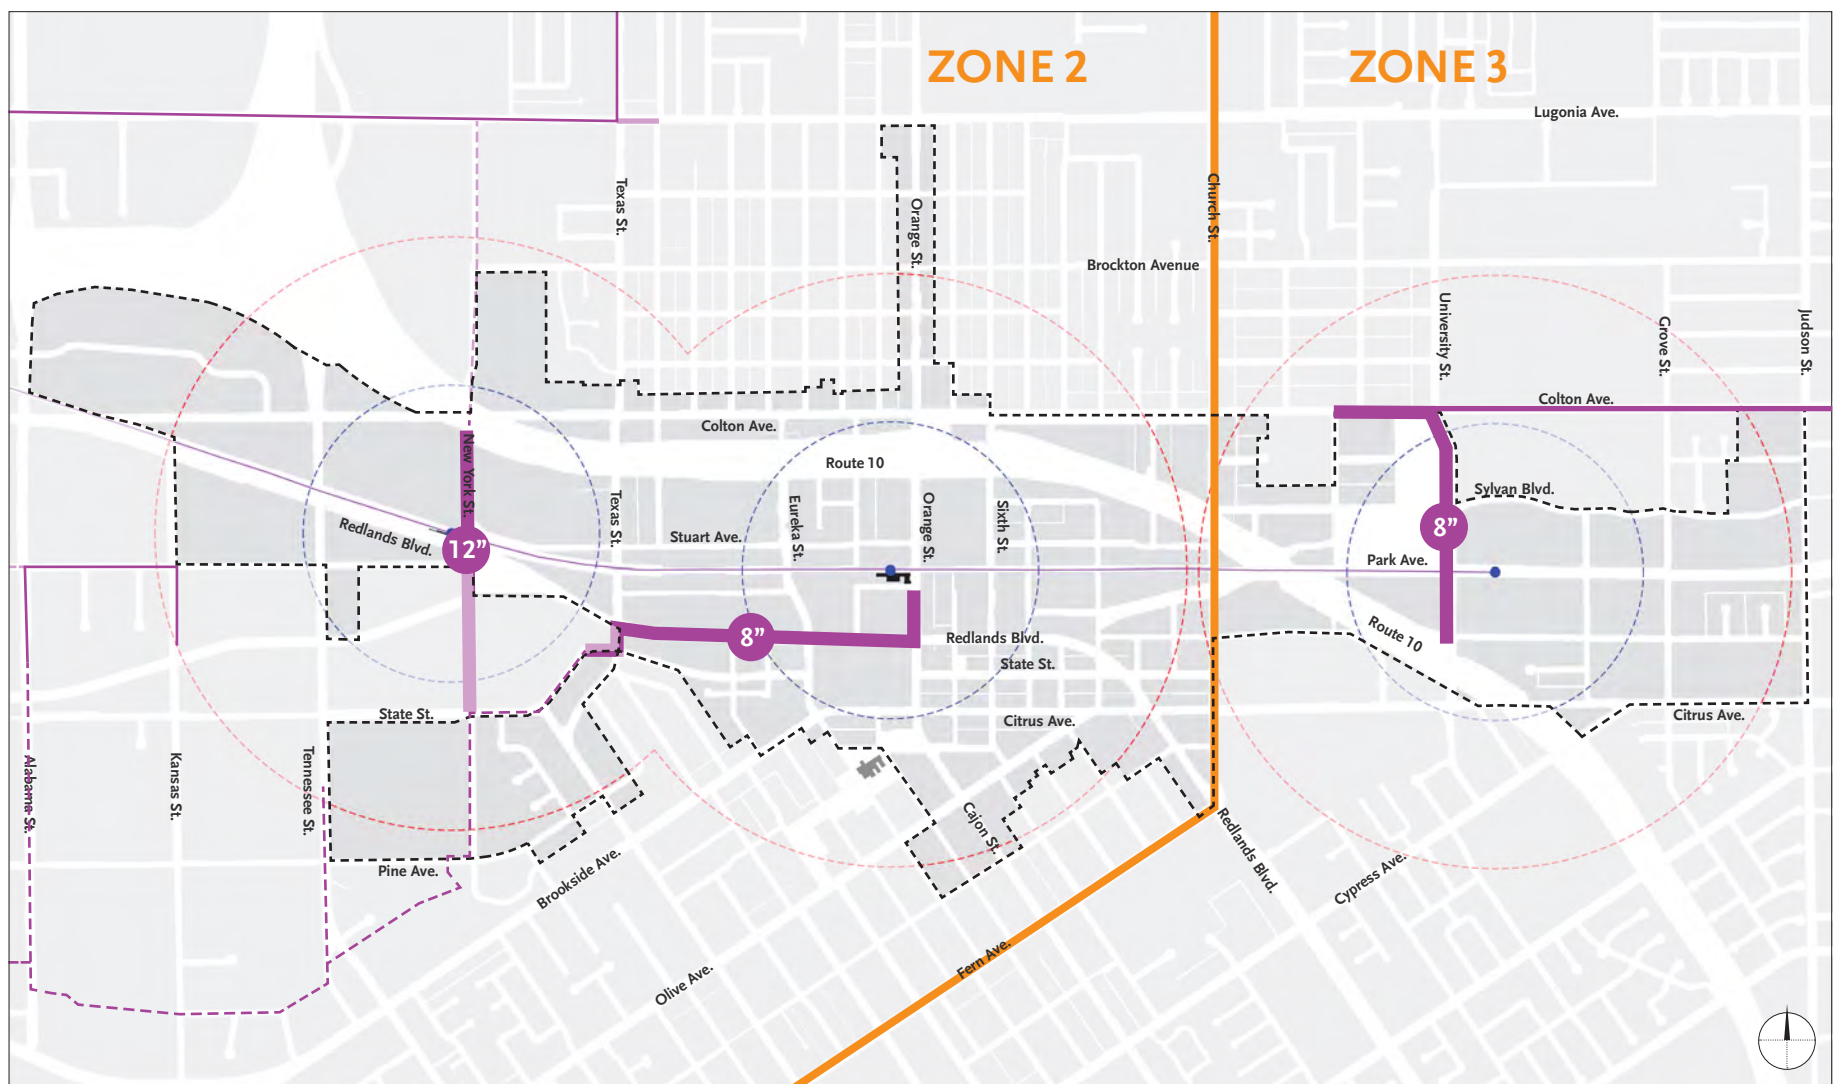 ZONE 2
ZONE 3
Lugonia Ave.
Texas St.
Orange St.
Church St.
Brockton Avenue
University St.
Grove St.
Judson St.
Colton Ave.
Colton Ave.
Route 10
New York St.
Redlands Blvd.
12”
Texas St.
Stuart Ave.
Eureka St.
Orange St.
Sixth St.
Sylvan Blvd.
8”
Park Ave.
8”
Redlands Blvd.
State St.
Route 10
State St.
Citrus Ave.
Citrus Ave.
Alabama St.
Kansas St.
Tennessee St.
Cajon St.
Redlands Blvd.
Pine Ave.
Brookside Ave.
Cypress Ave.
Fern Ave.
Olive Ave.